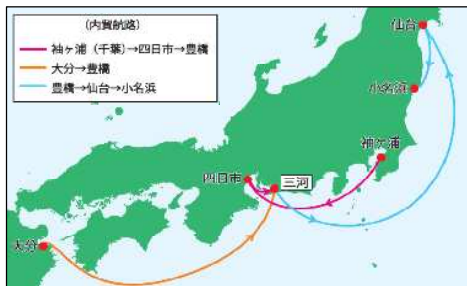 (内貿航路)
袖ヶ浦(千葉)→四日市→豊橋
大分→豊橋
豊橋→仙台→小名浜
仙台
小名浜
袖ケ浦
四日市
三河
大分